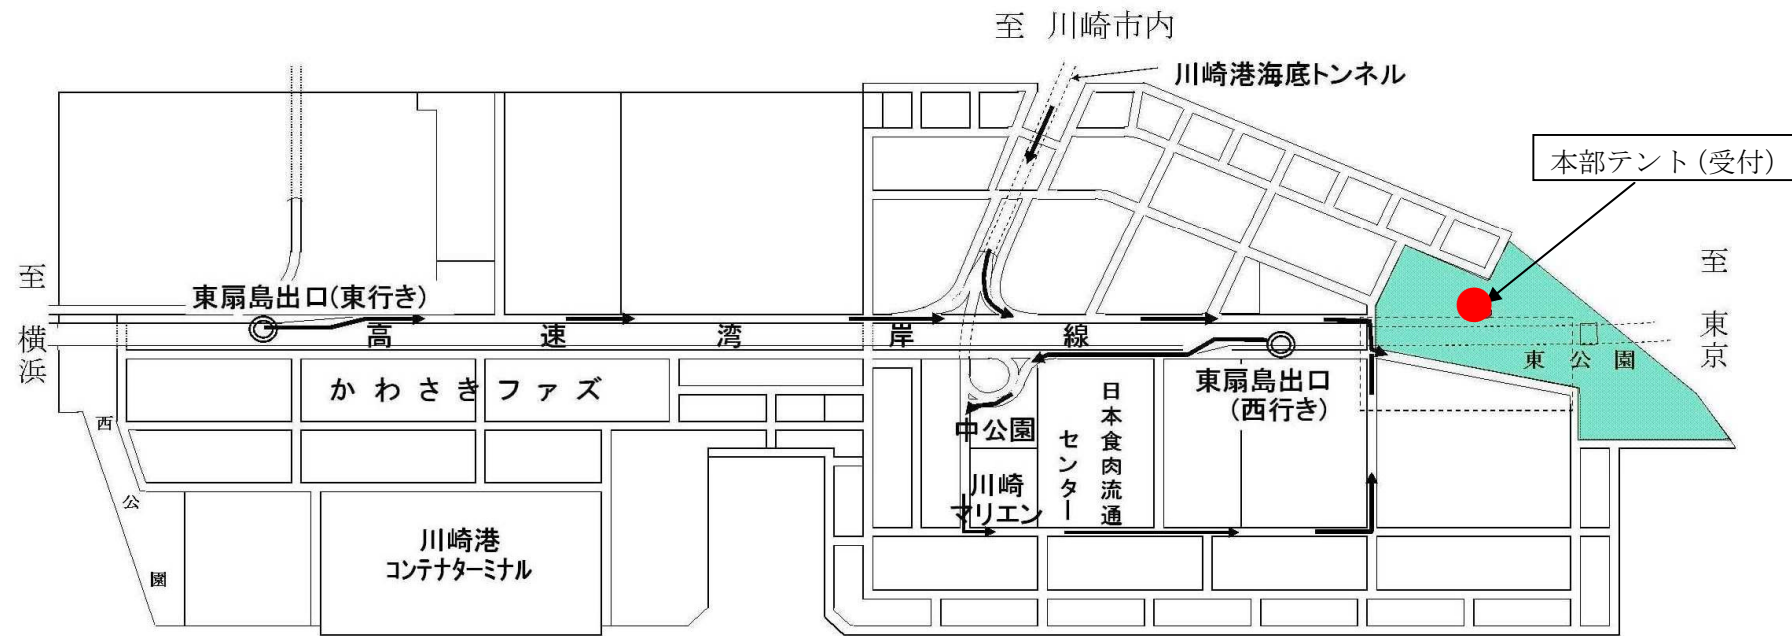 至 川崎市内
川崎港海底トンネル
本部テント(受付)
至 横浜
東扇島出口(東行き)
高速湾岸線
至 東京
東公園
かわさきファズ
東扇島出口
(西行き)
日本食肉流通
センター
中公園
西公園
川崎
マリエン
川崎港
コンテナターミナル